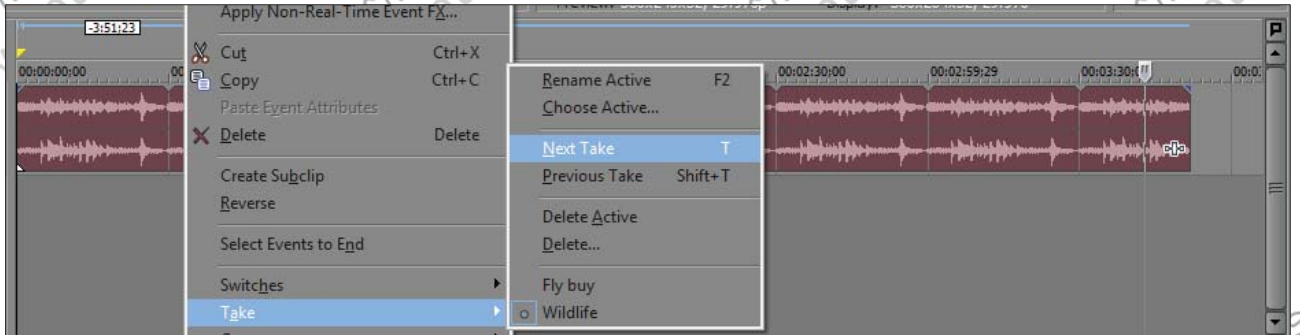 Apply Non-Real-Time Event FX...
-3:51;23
Cut Ctrl+X
00:00:00;00
Copy Ctrl+C
Paste Event Attributes
Delete Delete
Create Subclip
Reverse
Select Events to End
Switches
Take
Rename Active F2
Choose Active...
Next Take T
Previous Take Shift+T
Delete Active
Delete...
Fly buy
Wildlife
00:02:30;00 00:02:59;29